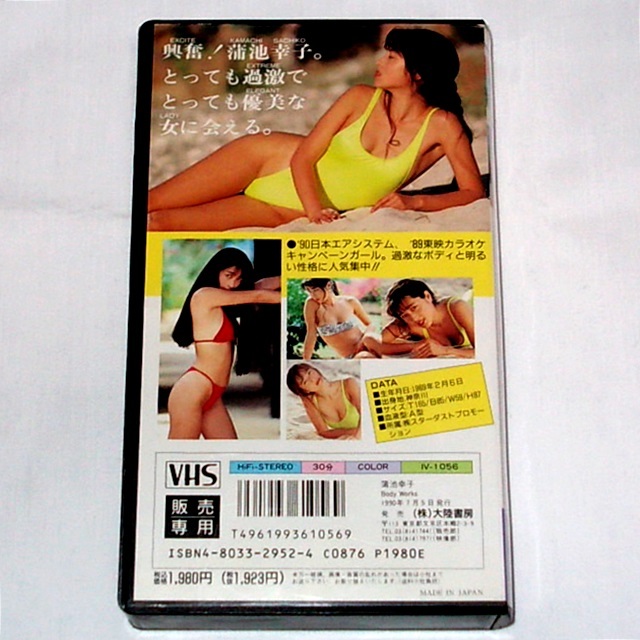 EXCITE KAMACHI SACHIKO
興奮!蒲池幸子。
EXTREME
とっても過激で
ELEGANT
とっても優美な
LADY
女に会える。
●'90日本エアシステム、'89東映カラオケ
キャンペーンガール。過激なボディと明る
い性格に人気集中!!
DATA
■生年月日:1969年2月6日
■出身地:神奈川
■サイズ:T165/B85/W59/H87
■血液型:A型
■所属:㈱スターダストプロモー
ション
VHS
HiFi-STEREO 30分 COLOR IV-1056
販売
専用
T4961993610569
蒲池幸子
Body Works
1990年7月5日発行
発売 (株)大陸書房
ISBN4-8033-2952-4 C0876 P1980E
税込1,980円 (税抜1,923円)
MADE IN JAPAN